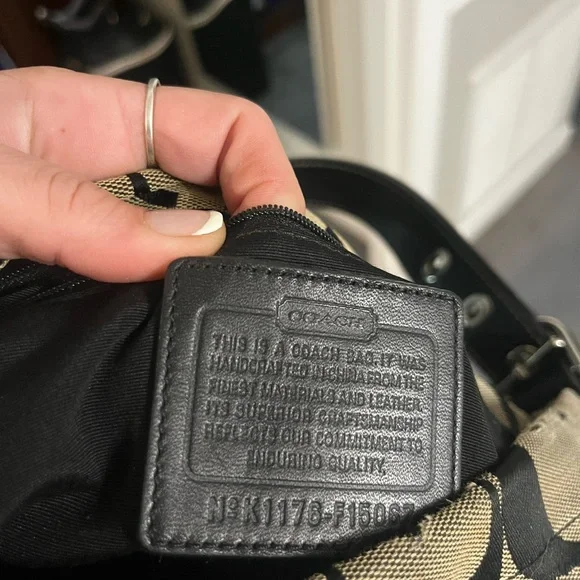 COACH
THIS IS A COACH BAG. IT WAS
HANDCRAFTED IN CHINA FROM THE
FINEST MATERIALS AND LEATHER.
ITS SUPERIOR CRAFTSMANSHIP
REFLECTS OUR COMMITMENT TO
ENDURING QUALITY.
Nº K1176-F15067